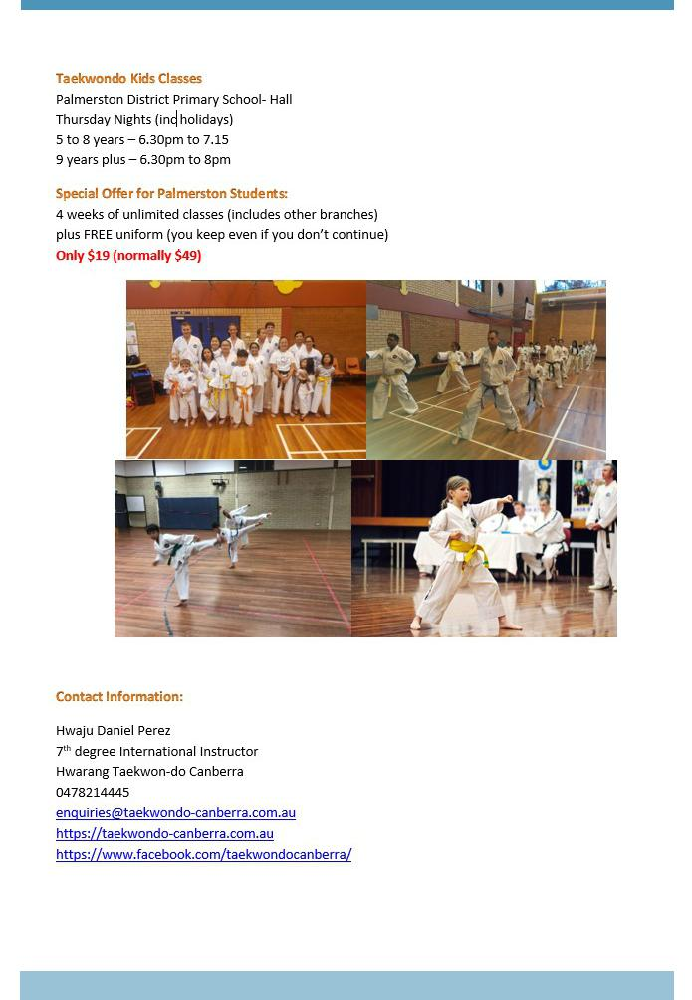 Taekwondo Kids Classes
Palmerston District Primary School- Hall
Thursday Nights (inc holidays)
5 to 8 years – 6.30pm to 7.15
9 years plus – 6.30pm to 8pm
Special Offer for Palmerston Students:
4 weeks of unlimited classes (includes other branches)
plus FREE uniform (you keep even if you don’t continue)
Only $19 (normally $49)
Contact Information:
Hwaju Daniel Perez
7th degree International Instructor
Hwarang Taekwon-do Canberra
0478214445
enquiries@taekwondo-canberra.com.au
https://taekwondo-canberra.com.au
https://www.facebook.com/taekwondocanberra/